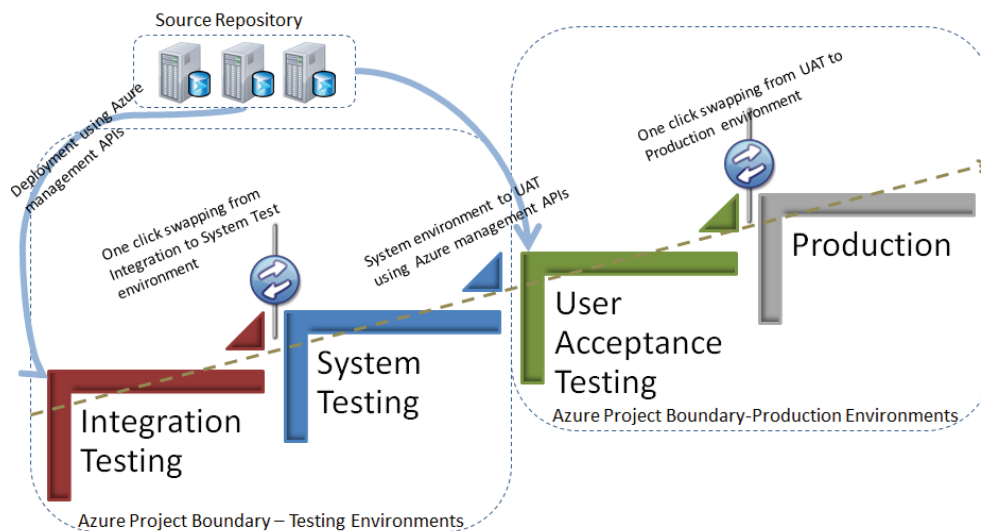 Source Repository
Deployment using Azure
management APIs
One click swapping from
Integration to System Test
environment
System environment to UAT
using Azure management APIs
One click swapping from UAT to
Production environment
Integration
Testing
System
Testing
User
Acceptance
Testing
Production
Azure Project Boundary – Testing Environments
Azure Project Boundary-Production Environments